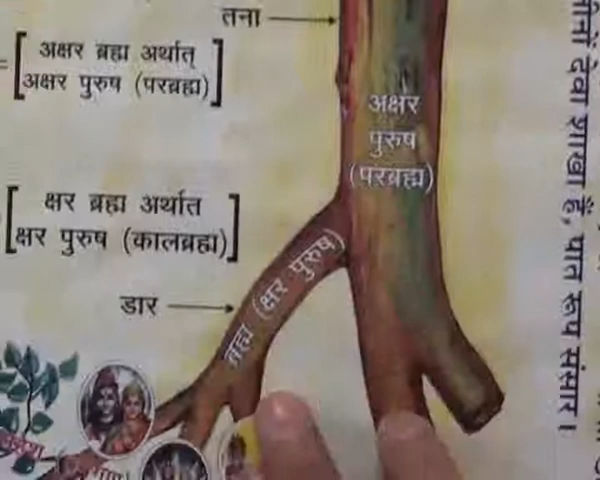 तना
अक्षर ब्रह्म अर्थात्
अक्षर पुरुष (परब्रह्म)
अक्षर
पुरुष
(परब्रह्म)
क्षर ब्रह्म अर्थात
क्षर पुरुष (कालब्रह्म)
डार
ब्रह्म (क्षर पुरुष)
तीनों देवा शाखा हैं, पात रूप संसार।